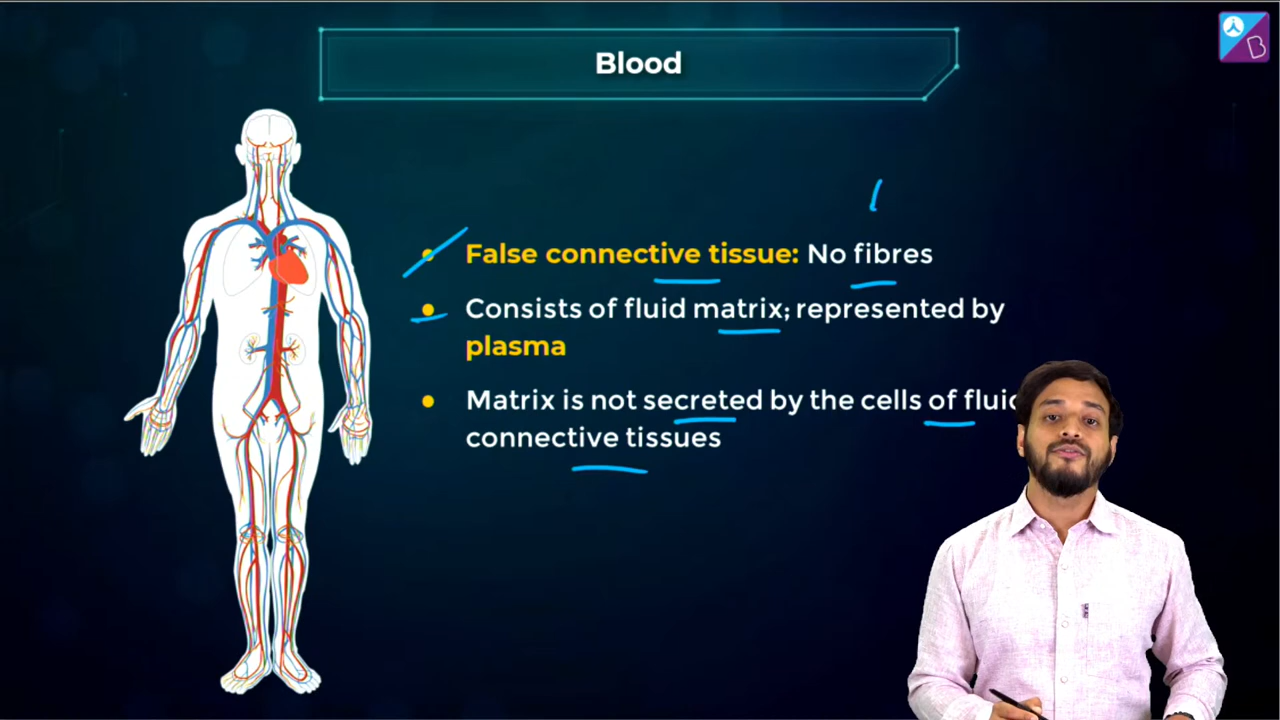 Blood
False connective tissue: No fibres
Consists of fluid matrix; represented by
plasma
Matrix is not secreted by the cells of
connective tissues
B